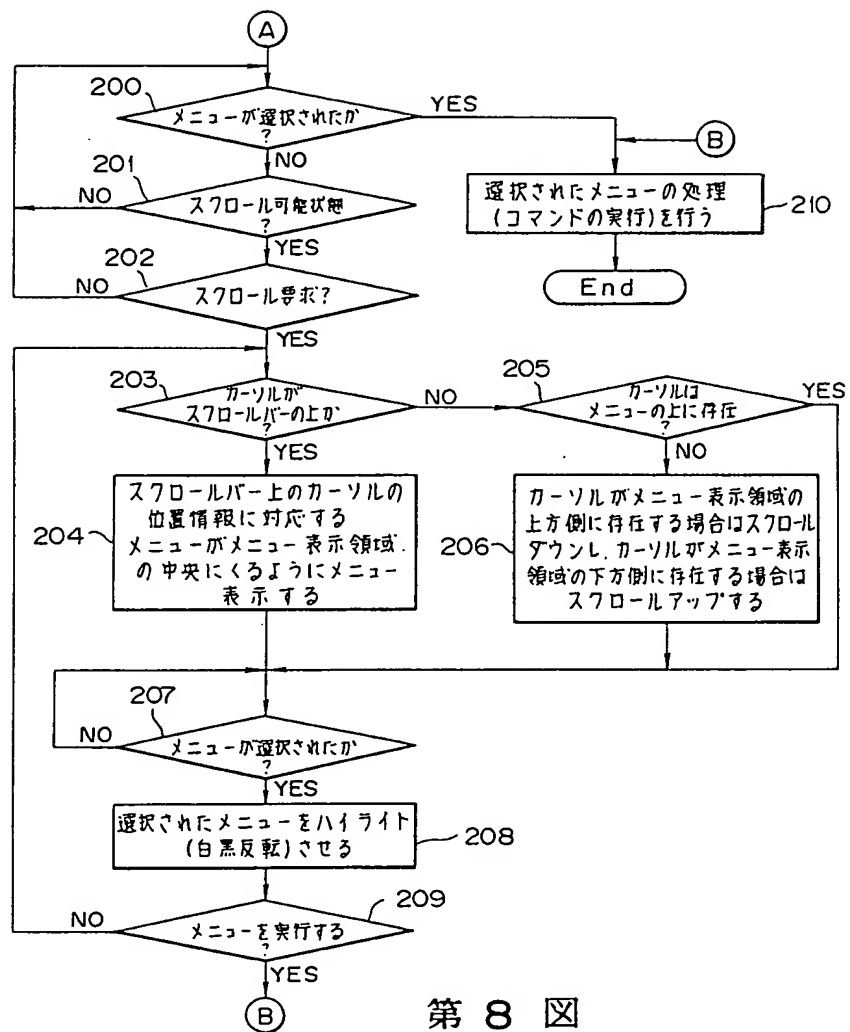 A
200
メニューが選択されたか
?
YES
NO
B
201
NO
スクロール可能状態
?
YES
選択されたメニューの処理
(コマンドの実行)を行う
210
End
202
NO
スクロール要求?
YES
203
カーソルが
スクロールバーの上か
?
NO
YES
205
カーソルは
メニューの上に存在
?
YES
NO
204
スクロールバー上のカーソルの
位置情報に対応する
メニューがメニュー表示領域
の中央にくるようにメニュー
表示する
206
カーソルがメニュー表示領域の
上方側に存在する場合はスクロール
ダウンし、カーソルがメニュー表示
領域の下方側に存在する場合は
スクロールアップする
207
NO
メニューが選択されたか
?
YES
選択されたメニューをハイライト
(白黒反転)させる
208
209
NO
メニューを実行する
?
YES
B
第 8 図